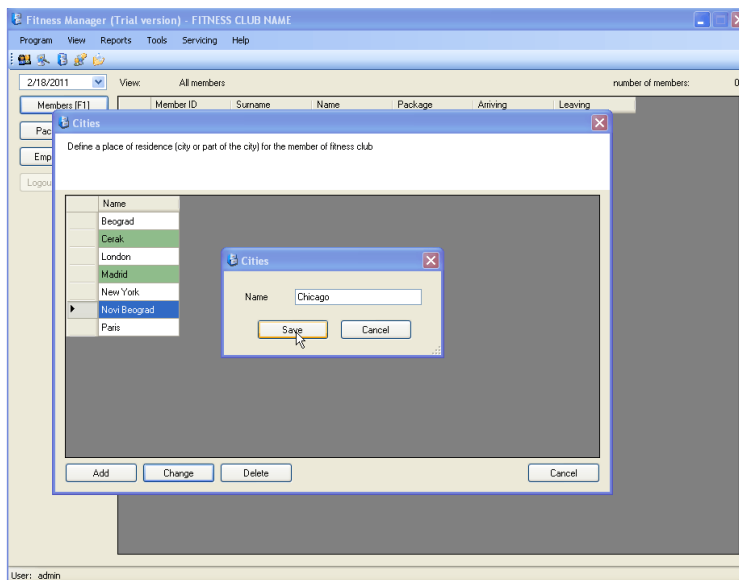 Fitness Manager (Trial version) - FITNESS CLUB NAME
Program View Reports Tools Servicing Help
2/18/2011 View: All members number of members: 0
Members [F1] Member ID Surname Name Package Arriving Leaving
Pac
Emp
Logou
Cities
Define a place of residence (city or part of the city) for the member of fitness club
Name
Beograd
Cerak
London
Madrid
New York
Novi Beograd
Paris
Cities
Name Chicago
Save Cancel
Add Change Delete Cancel
User: admin